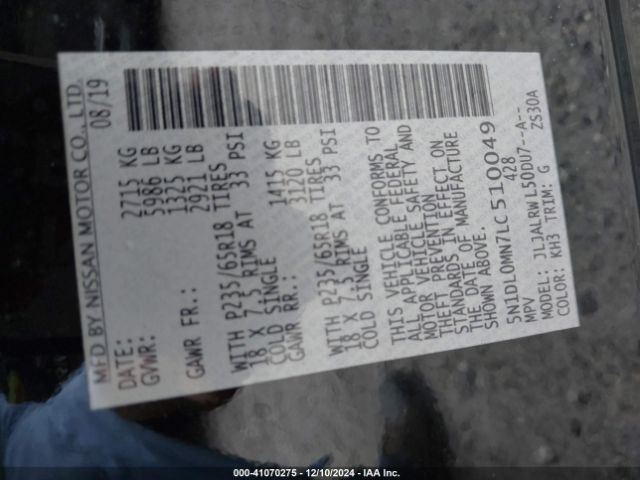 MFD BY NISSAN MOTOR CO., LTD.
DATE: 08/19
GVWR: 2715 KG
5986 LB
GAWR FR.: 1325 KG
2921 LB
WITH P235/65R18 TIRES
18 X 7.5 RIMS AT 33 PSI
COLD SINGLE
GAWR RR.: 1415 KG
3120 LB
WITH P235/65R18 TIRES
18 X 7.5 RIMS AT 33 PSI
COLD SINGLE
THIS VEHICLE CONFORMS TO
ALL APPLICABLE FEDERAL
MOTOR VEHICLE SAFETY AND
THEFT PREVENTION
STANDARDS IN EFFECT ON
THE DATE OF MANUFACTURE
SHOWN ABOVE.
5N1DL0MN7LC510049
MPV 428
MODEL: JLJALRWL50DU7--A--
COLOR: KH3 TRIM: G ZS30A
000-41070275 - 12/10/2024 - IAA Inc.